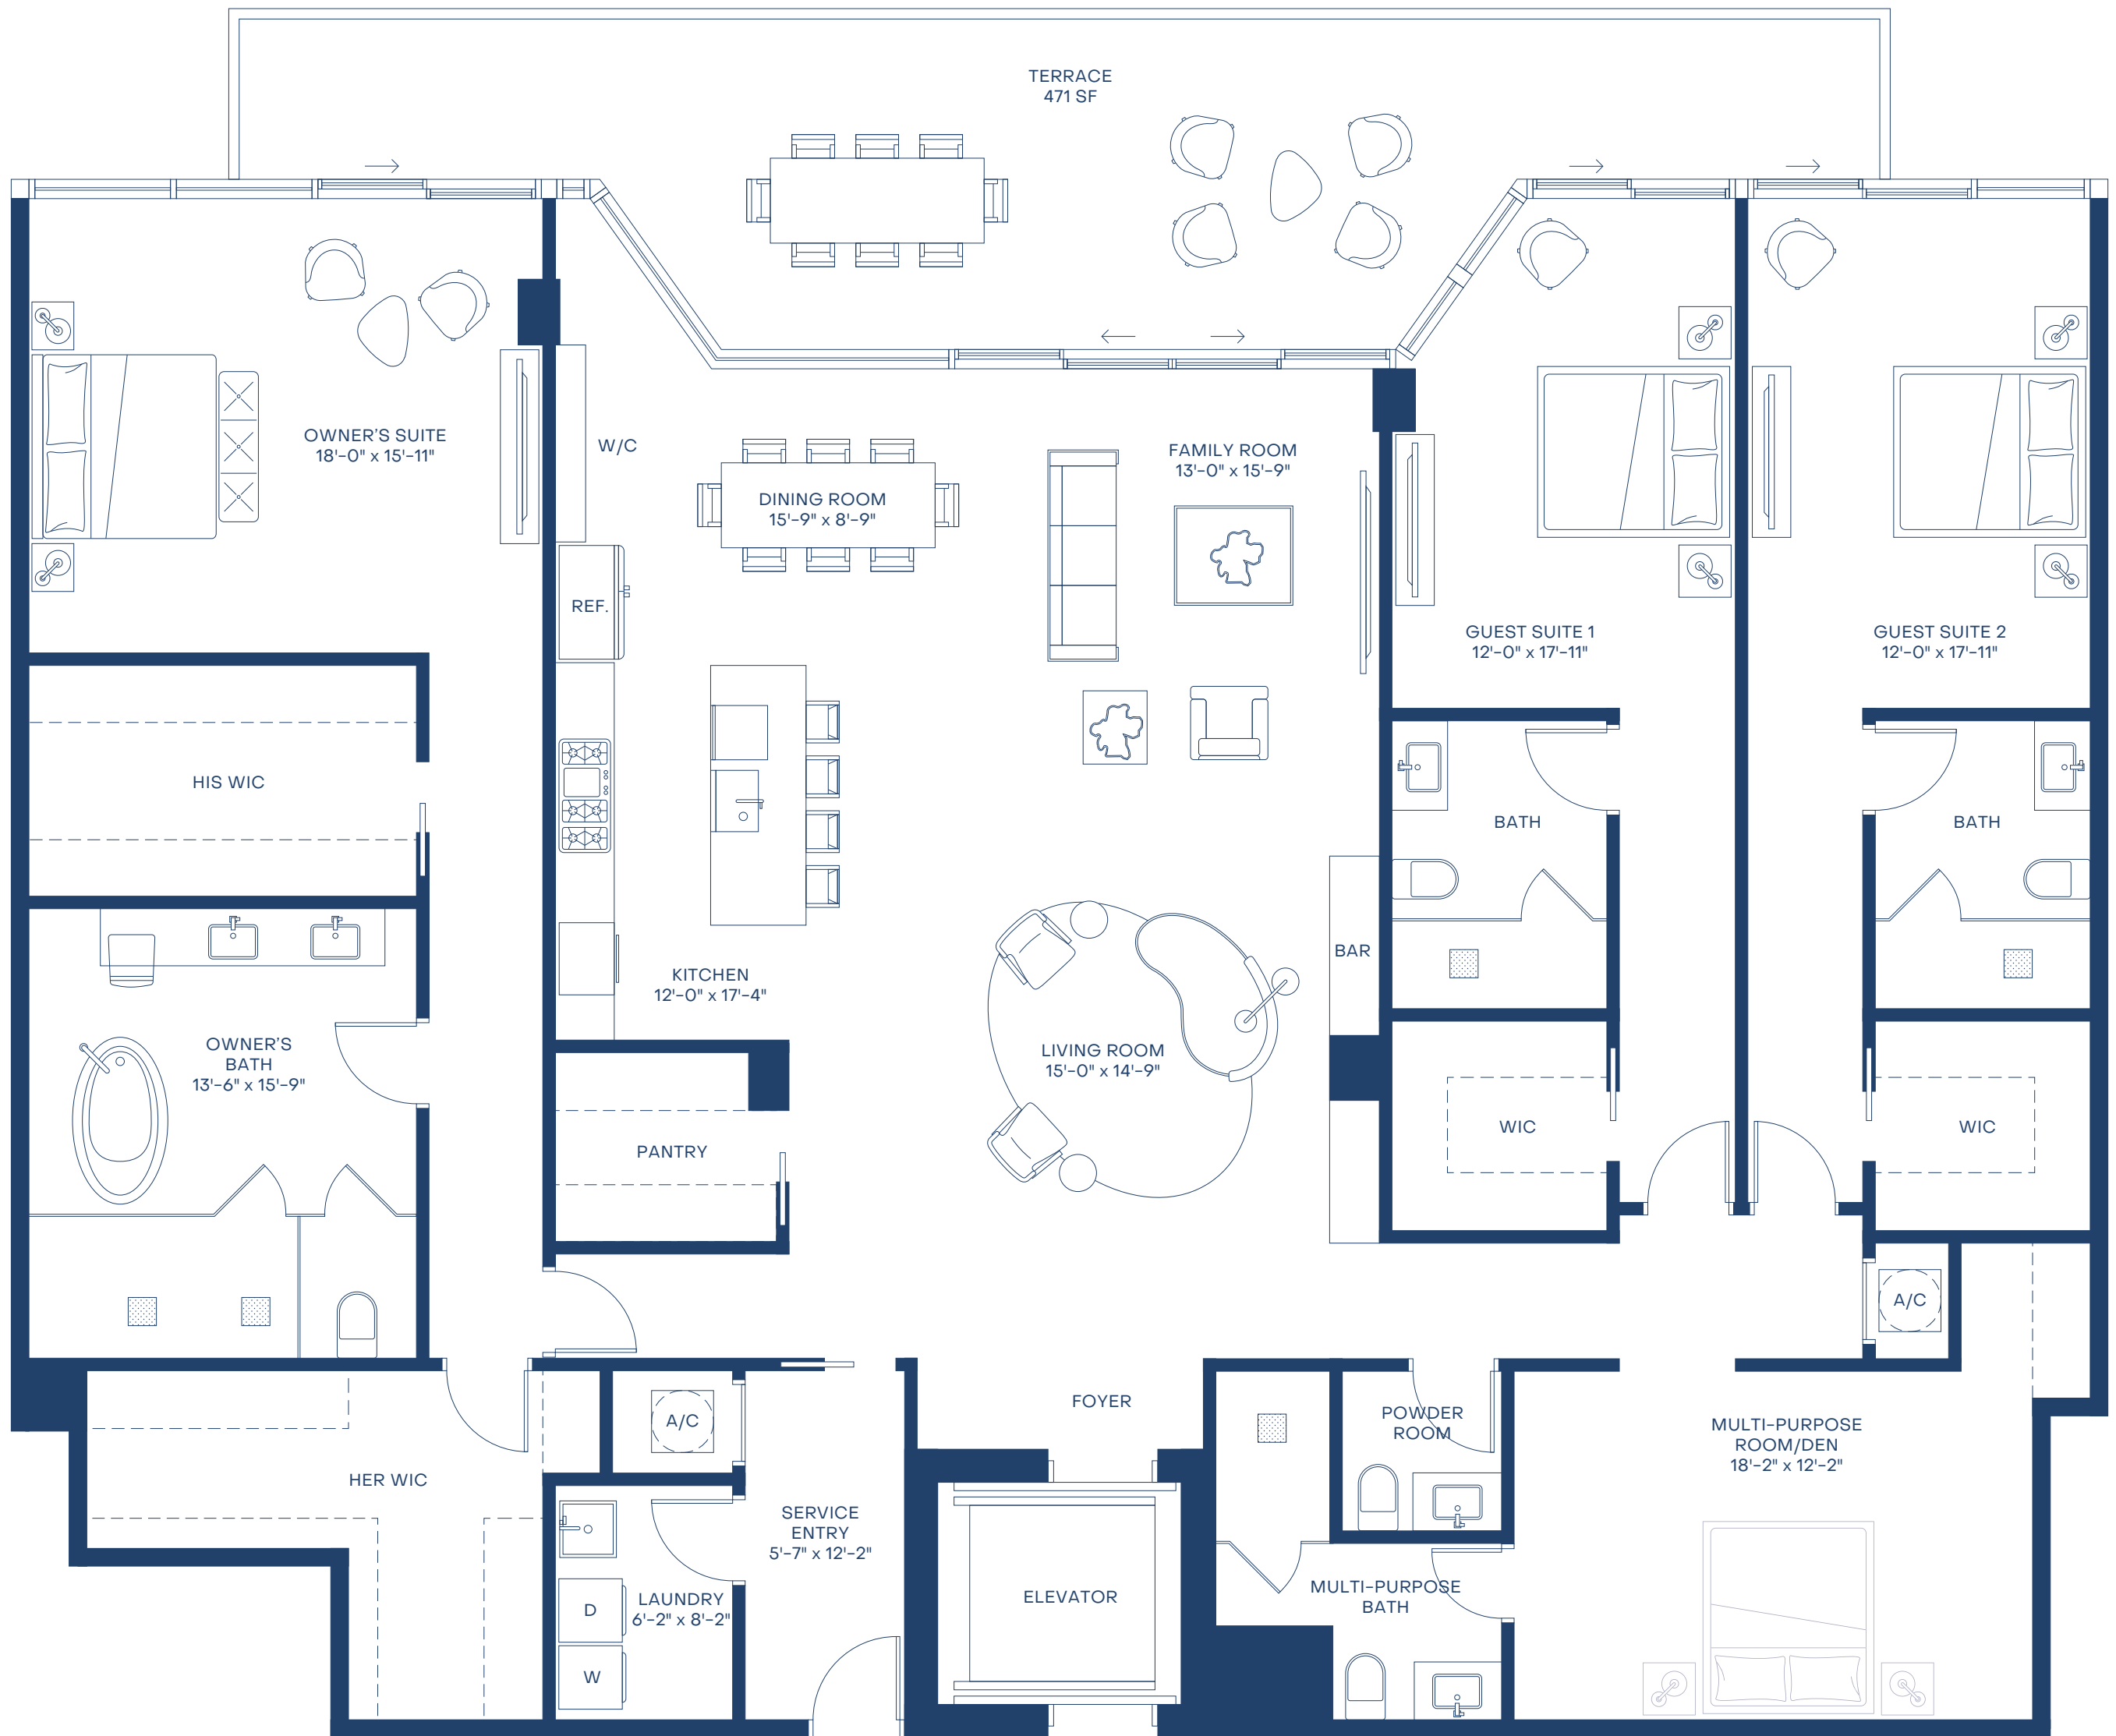 TERRACE
471 SF
OWNER'S SUITE
18'-0" x 15'-11"
W/C
DINING ROOM
15'-9" x 8'-9"
FAMILY ROOM
13'-0" x 15'-9"
REF.
GUEST SUITE 1
12'-0" x 17'-11"
GUEST SUITE 2
12'-0" x 17'-11"
HIS WIC
BATH
BATH
BAR
KITCHEN
12'-0" x 17'-4"
OWNER'S
BATH
13'-6" x 15'-9"
LIVING ROOM
15'-0" x 14'-9"
PANTRY
WIC
WIC
A/C
FOYER
A/C
POWDER
ROOM
MULTI-PURPOSE
ROOM/DEN
18'-2" x 12'-2"
HER WIC
SERVICE
ENTRY
5'-7" x 12'-2"
ELEVATOR
MULTI-PURPOSE
BATH
D
LAUNDRY
6'-2" x 8'-2"
W